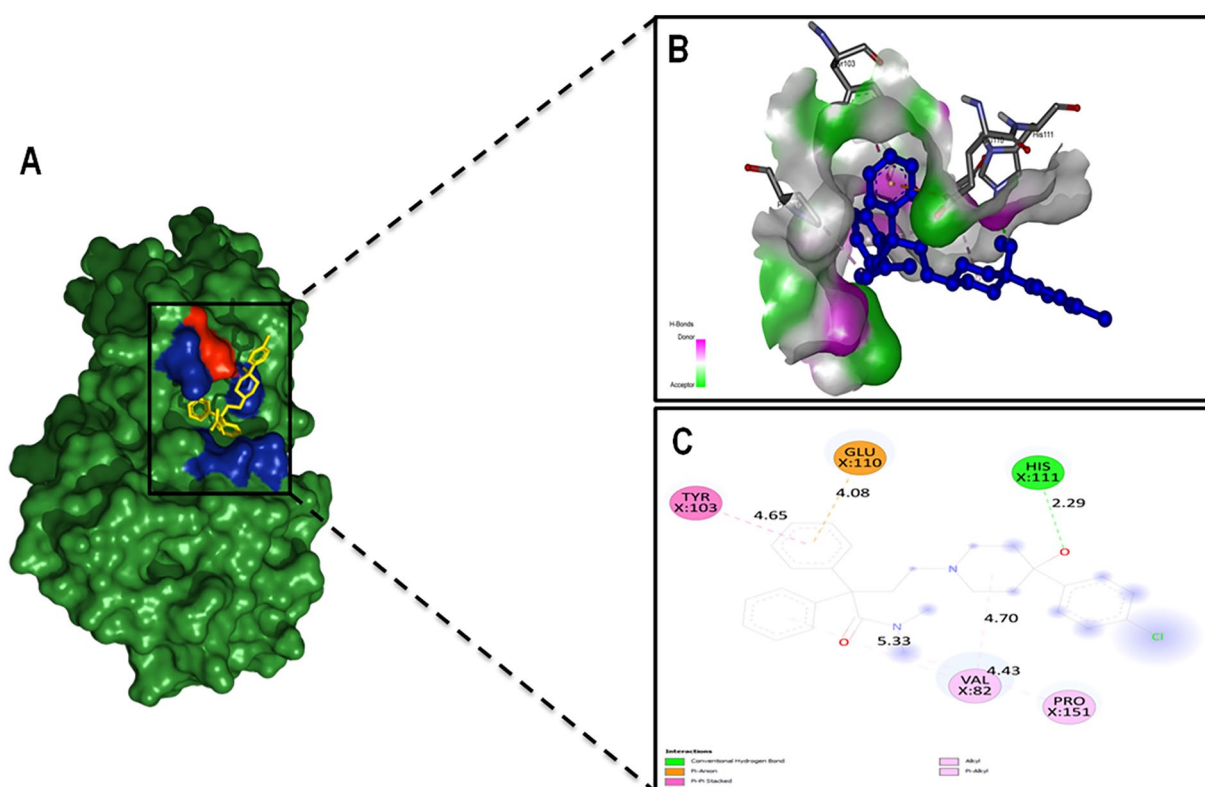 A
B
His111
H-Bonds
Donor
Acceptor
C
GLU
X:110
HIS
X:111
TYR
X:103
4.65
4.08
2.29
N
O
N
O
5.33
4.70
4.43
Cl
VAL
X:82
PRO
X:151
Interactions
Conventional Hydrogen Bond
Pi-Anion
Pi-Pi Stacked
Alkyl
Pi-Alkyl